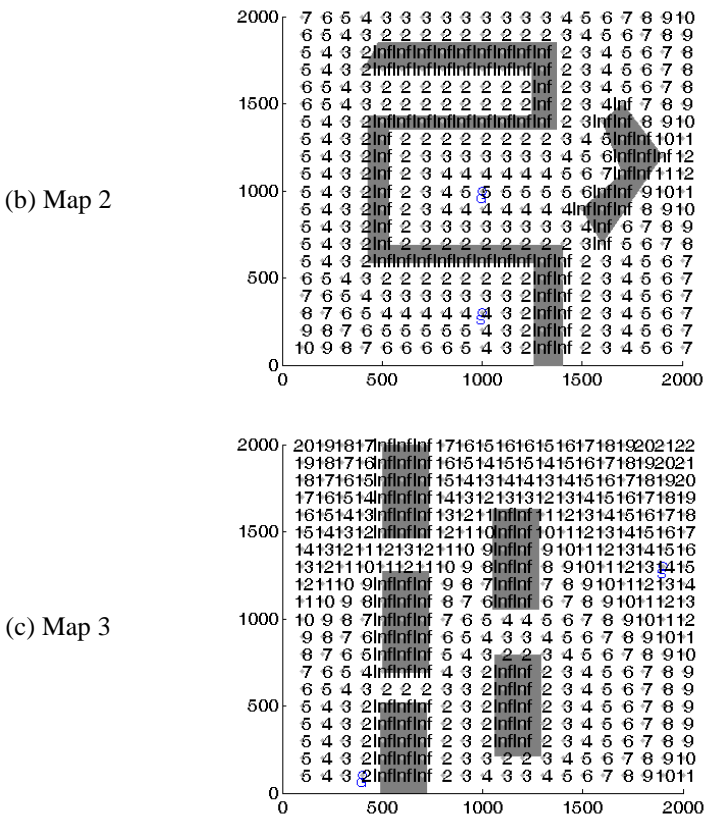 2000 7 6 5 4 3 3 3 3 3 3 3 3 3 4 5 6 7 8 9 10
6 5 4 3 2 2 2 2 2 2 2 2 2 3 4 5 6 7 8 9
5 4 3 2 Inf Inf Inf Inf Inf Inf Inf Inf Inf 2 3 4 5 6 7 8
5 4 3 2 Inf Inf Inf Inf Inf Inf Inf Inf Inf 2 3 4 5 6 7 8
6 5 4 3 2 2 2 2 2 2 2 2 Inf 2 3 4 5 6 7 8
1500 6 5 4 3 2 2 2 2 2 2 2 2 Inf 2 3 4 Inf 7 8 9
5 4 3 2 Inf Inf Inf Inf Inf Inf Inf Inf Inf 2 3 Inf Inf 8 9 10
5 4 3 2 Inf 2 2 2 2 2 2 2 2 3 4 5 Inf Inf 10 11
5 4 3 2 Inf 2 3 3 3 3 3 3 3 4 5 6 Inf Inf Inf 12
5 4 3 2 Inf 2 3 4 4 4 4 4 4 5 6 7 Inf Inf 11 12
(b) Map 2
1000 5 4 3 2 Inf 2 3 4 5 5 5 5 5 5 6 Inf Inf 9 10 11
G
5 4 3 2 Inf 2 3 4 4 4 4 4 4 4 Inf Inf Inf 8 9 10
5 4 3 2 Inf 2 3 3 3 3 3 3 3 3 4 Inf 6 7 8 9
5 4 3 2 Inf 2 2 2 2 2 2 2 2 2 3 Inf 5 6 7 8
5 4 3 2 Inf Inf Inf Inf Inf Inf Inf Inf Inf Inf 2 3 4 5 6 7
500 6 5 4 3 2 2 2 2 2 2 2 2 Inf Inf 2 3 4 5 6 7
7 6 5 4 3 3 3 3 3 3 3 2 Inf Inf 2 3 4 5 6 7
8 7 6 5 4 4 4 4 4 4 3 2 Inf Inf 2 3 4 5 6 7
S
9 8 7 6 5 5 5 5 5 4 3 2 Inf Inf 2 3 4 5 6 7
10 9 8 7 6 6 6 6 5 4 3 2 Inf Inf 2 3 4 5 6 7
0
0 500 1000 1500 2000
2000 20 19 18 17 Inf Inf Inf 17 16 15 16 16 15 16 17 18 19 20 21 22
19 18 17 16 Inf Inf Inf 16 15 14 15 15 14 15 16 17 18 19 20 21
18 17 16 15 Inf Inf Inf 15 14 13 14 14 13 14 15 16 17 18 19 20
17 16 15 14 Inf Inf Inf 14 13 12 13 13 12 13 14 15 16 17 18 19
16 15 14 13 Inf Inf Inf 13 12 11 Inf Inf 11 12 13 14 15 16 17 18
1500 15 14 13 12 Inf Inf Inf 12 11 10 Inf Inf 10 11 12 13 14 15 16 17
14 13 12 11 12 13 12 11 10 9 Inf Inf 9 10 11 12 13 14 15 16
13 12 11 10 11 12 11 10 9 8 Inf Inf 8 9 10 11 12 13 14 15
S
12 11 10 9 Inf Inf Inf 9 8 7 Inf Inf 7 8 9 10 11 12 13 14
11 10 9 8 Inf Inf Inf 8 7 6 Inf Inf 6 7 8 9 10 11 12 13
(c) Map 3
1000 10 9 8 7 Inf Inf Inf 7 6 5 4 4 5 6 7 8 9 10 11 12
9 8 7 6 Inf Inf Inf 6 5 4 3 3 4 5 6 7 8 9 10 11
8 7 6 5 Inf Inf Inf 5 4 3 2 2 3 4 5 6 7 8 9 10
7 6 5 4 Inf Inf Inf 4 3 2 Inf Inf 2 3 4 5 6 7 8 9
6 5 4 3 2 2 2 3 3 2 Inf Inf 2 3 4 5 6 7 8 9
500 5 4 3 2 Inf Inf Inf 2 3 2 Inf Inf 2 3 4 5 6 7 8 9
5 4 3 2 Inf Inf Inf 2 3 2 Inf Inf 2 3 4 5 6 7 8 9
5 4 3 2 Inf Inf Inf 2 3 2 Inf Inf 2 3 4 5 6 7 8 9
5 4 3 2 Inf Inf Inf 2 3 3 2 2 3 4 5 6 7 8 9 10
5 4 3 2 Inf Inf Inf 2 3 4 3 3 4 5 6 7 8 9 10 11
G
0
0 500 1000 1500 2000